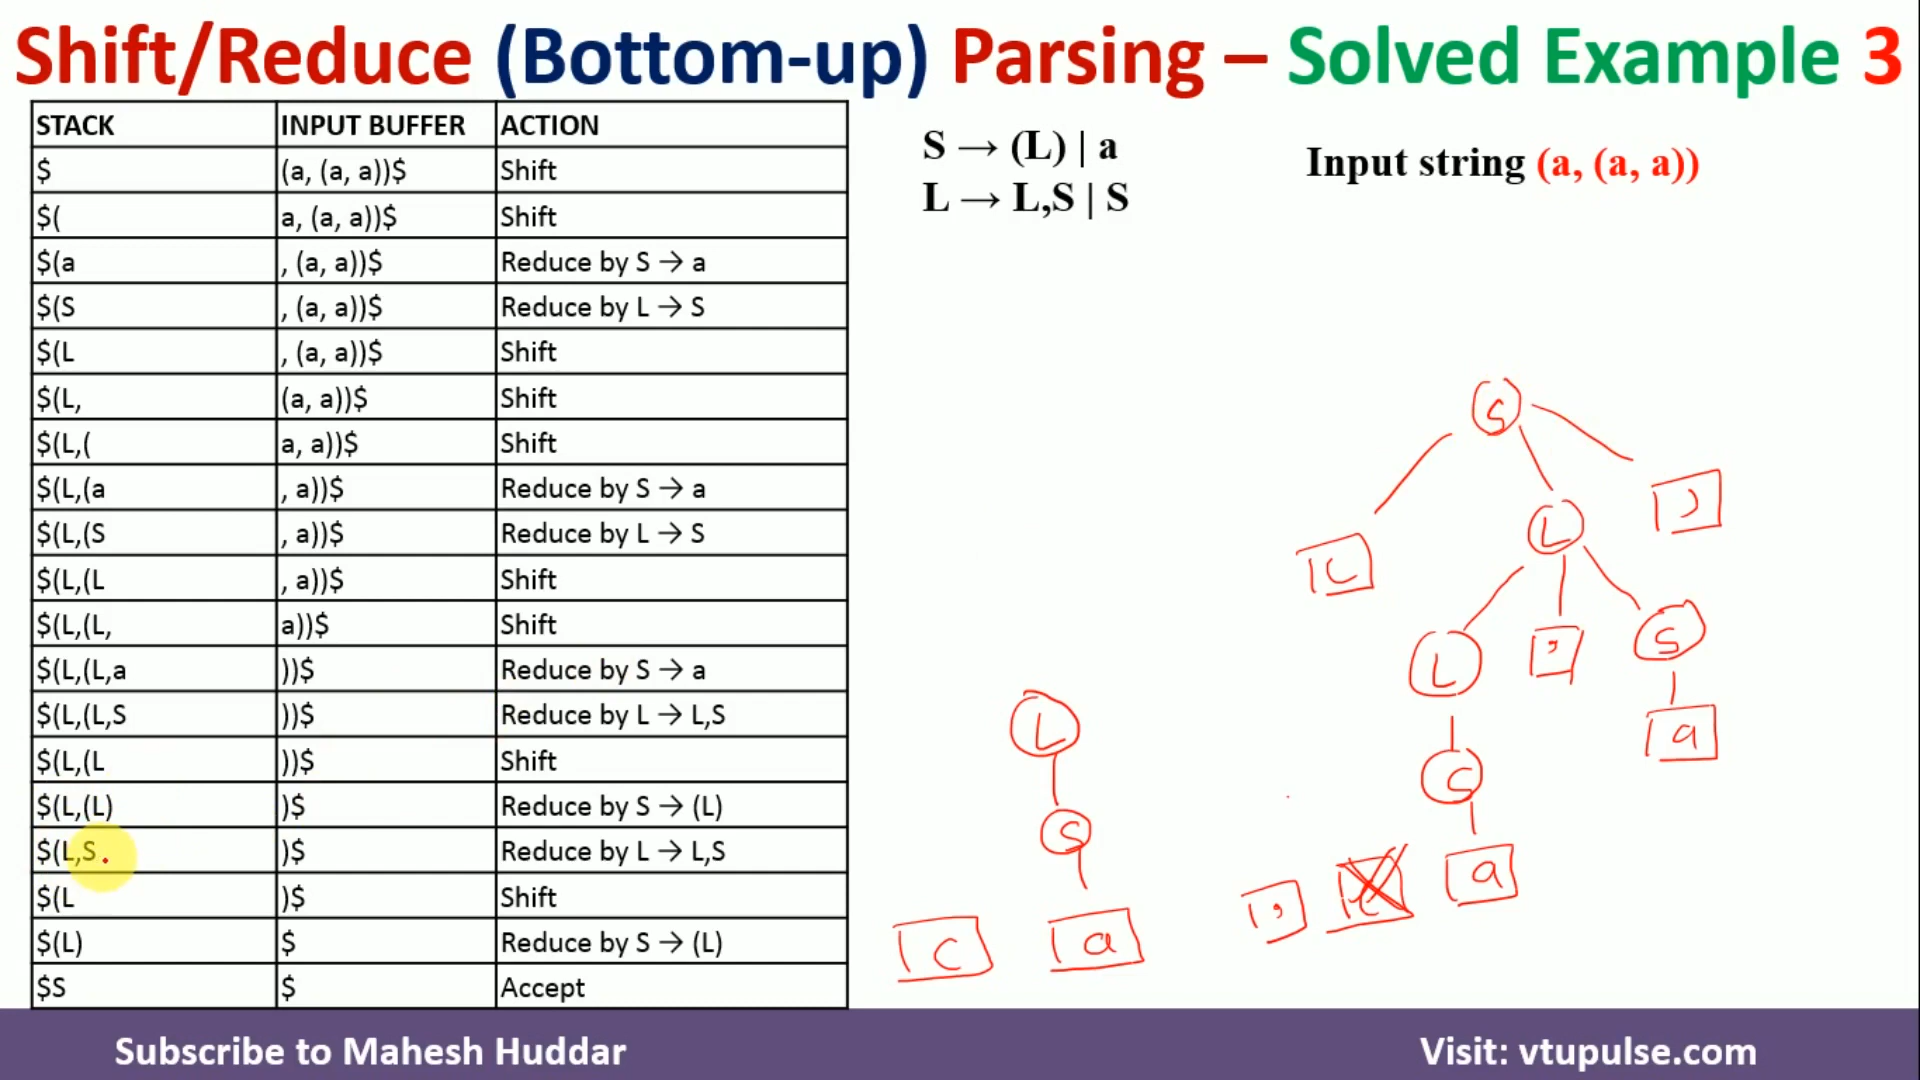 Shift/Reduce (Bottom-up) Parsing – Solved Example 3
STACK INPUT BUFFER ACTION
$ (a, (a, a))$ Shift
$( a, (a, a))$ Shift
$(a , (a, a))$ Reduce by S → a
$(S , (a, a))$ Reduce by L → S
$(L , (a, a))$ Shift
$(L, (a, a))$ Shift
$(L,( a, a))$ Shift
$(L,(a , a))$ Reduce by S → a
$(L,(S , a))$ Reduce by L → S
$(L,(L , a))$ Shift
$(L,(L, a))$ Shift
$(L,(L,a ))$ Reduce by S → a
$(L,(L,S ))$ Reduce by L → L,S
$(L,(L ))$ Shift
$(L,(L) )$ Reduce by S → (L)
$(L,S )$ Reduce by L → L,S
$(L )$ Shift
$(L) $ Reduce by S → (L)
$S $ Accept
S → (L) | a
L → L,S | S
Input string (a, (a, a))
S
( L )
L , S
S a
a
L
S
( a ,
Subscribe to Mahesh Huddar
Visit: vtupulse.com